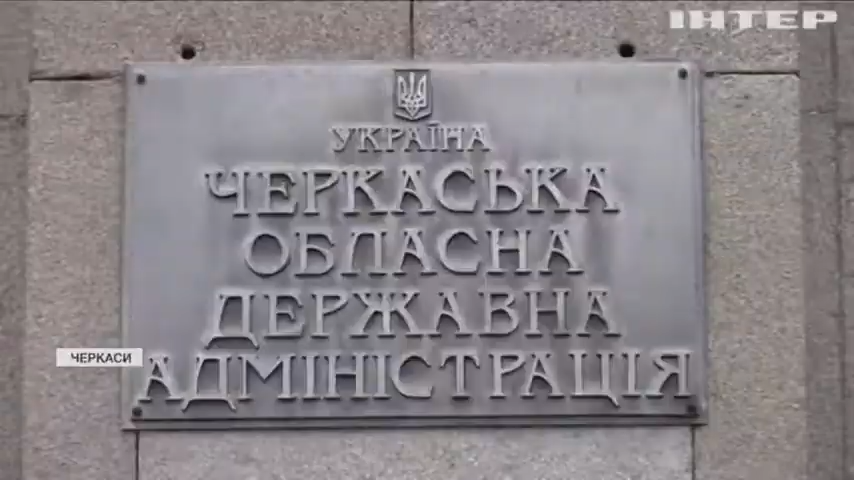 ІНТЕР
УКРАЇНА
ЧЕРКАСЬКА
ОБЛАСНА
ДЕРЖАВНА
АДМІНІСТРАЦІЯ
ЧЕРКАСИ